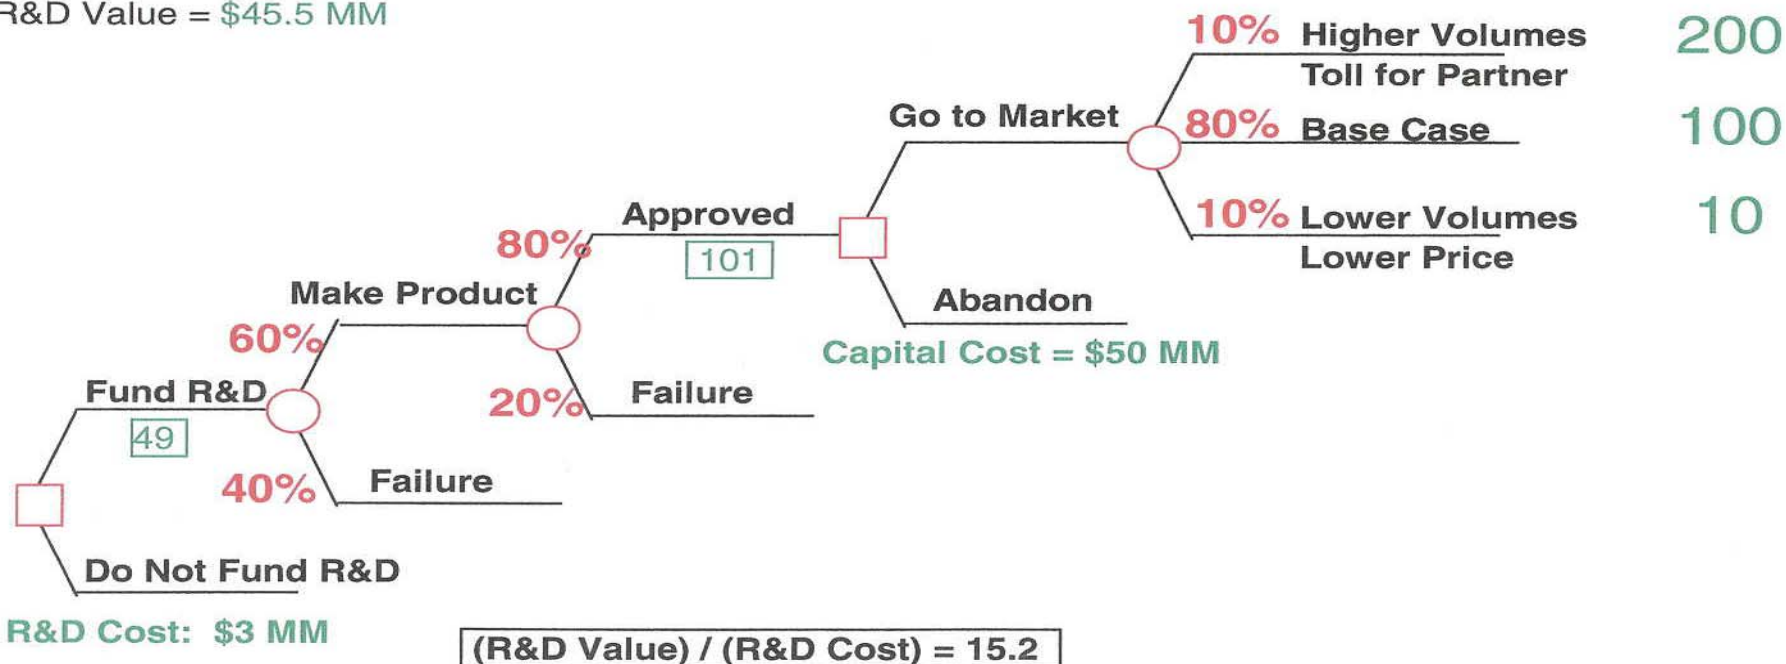 R&D Value = $45.5 MM
10% Higher Volumes 200
Toll for Partner
Go to Market
80% Base Case 100
Approved
10% Lower Volumes 10
Lower Price
80%
101
Make Product
Abandon
60%
Capital Cost = $50 MM
Fund R&D
20% Failure
49
40% Failure
Do Not Fund R&D
R&D Cost: $3 MM
(R&D Value) / (R&D Cost) = 15.2